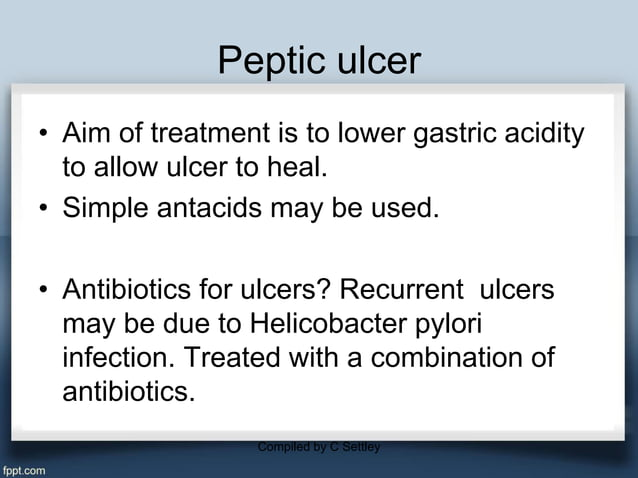 Peptic ulcer
• Aim of treatment is to lower gastric acidity
to allow ulcer to heal.
• Simple antacids may be used.
• Antibiotics for ulcers? Recurrent  ulcers
may be due to Helicobacter pylori
infection. Treated with a combination of
antibiotics.
Compiled by C Settley
fppt.com